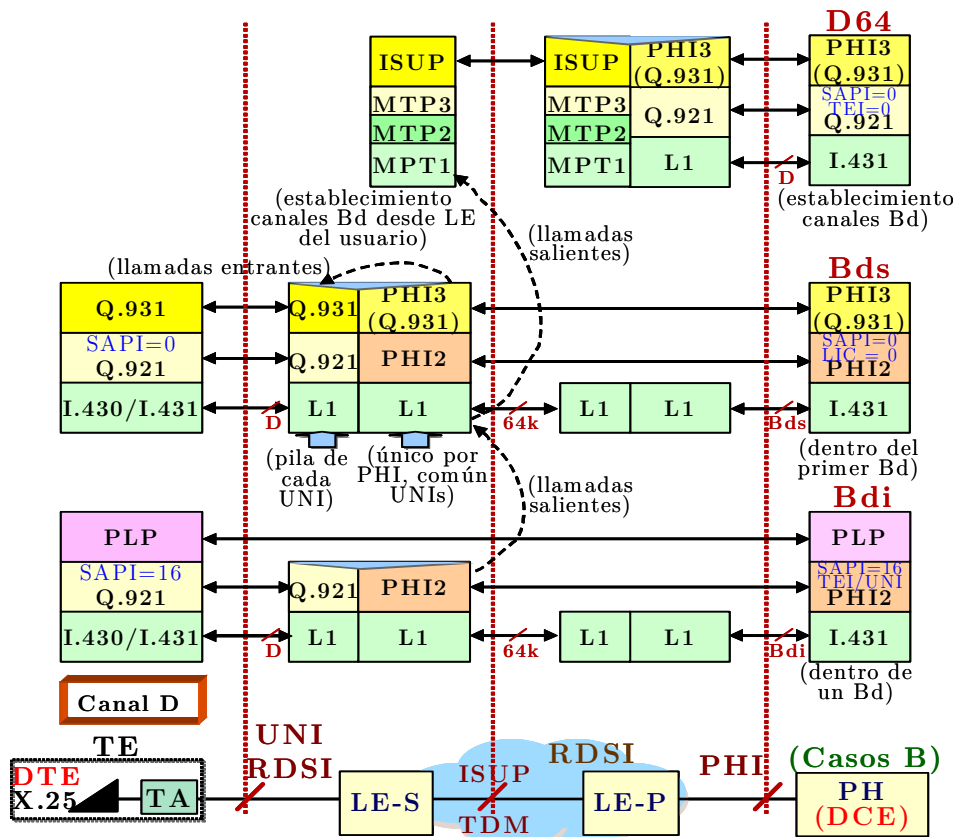 D64
ISUP
ISUP
PHI3
(Q.931)
PHI3
(Q.931)
MTP3
MTP2
MPT1
MTP3
MTP2
MPT1
Q.921
L1
SAPI=0
TEI=0
Q.921
I.431
D
(establecimiento
canales Bd desde LE
del usuario)
(llamadas
salientes)
(establecimiento
canales Bd)
(llamadas entrantes)
Bds
Q.931
Q.931
PHI3
(Q.931)
PHI3
(Q.931)
SAPI=0
Q.921
Q.921
PHI2
SAPI=0
LIC = 0
PHI2
I.430/I.431
D
L1
L1
64k
L1
L1
Bds
I.431
(pila de
cada
UNI)
(único por
PHI, común
UNIs)
(llamadas
salientes)
(dentro del
primer Bd)
Bdi
PLP
PLP
SAPI=16
Q.921
Q.921
PHI2
SAPI=16
TEI/UNI
PHI2
I.430/I.431
D
L1
L1
64k
L1
L1
Bdi
I.431
(dentro de
un Bd)
Canal D
TE
UNI
RDSI
RDSI
PHI
(Casos B)
DTE
X.25
TA
LE-S
ISUP
TDM
LE-P
PH
(DCE)